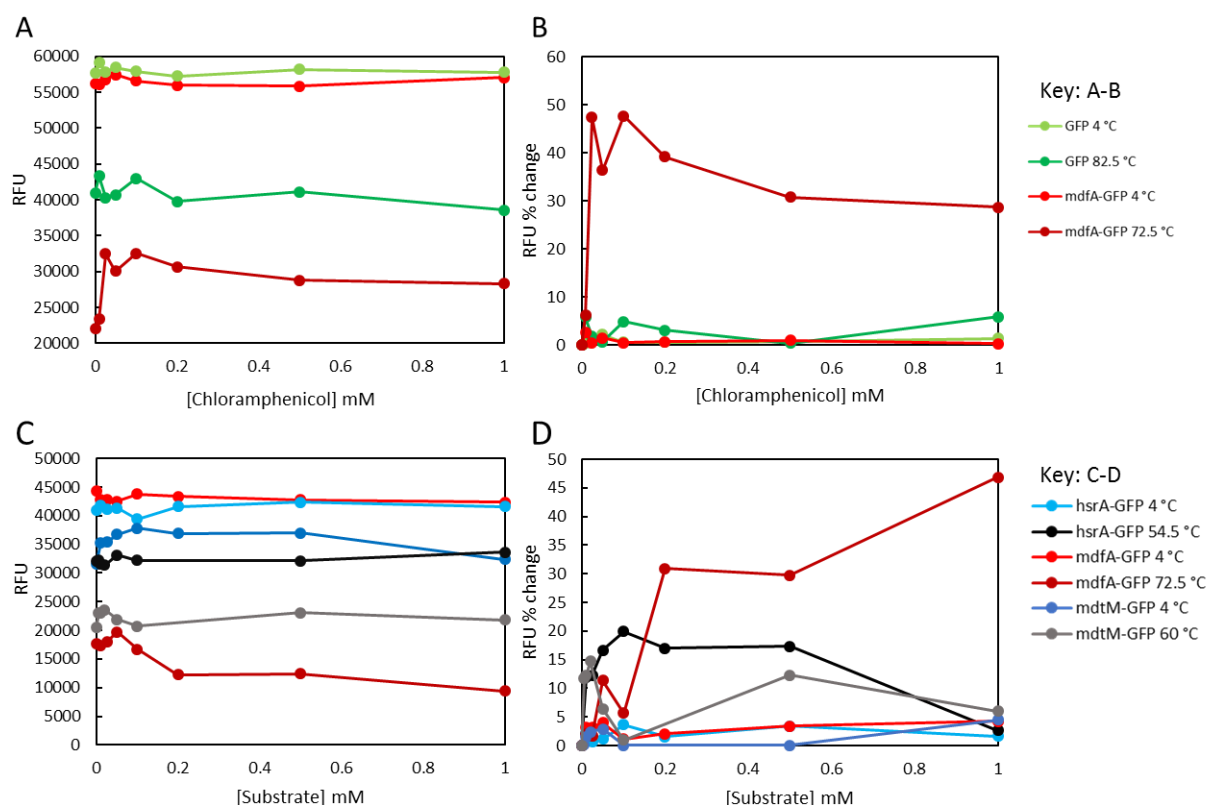 A
60000
55000
50000
45000
40000
35000
30000
25000
20000
RFU
0
0.2
0.4
0.6
0.8
1
[Chloramphenicol] mM
B
60
50
40
30
20
10
0
RFU % change
0
0.2
0.4
0.6
0.8
1
[Chloramphenicol] mM
Key: A-B
GFP 4 °C
GFP 82.5 °C
mdfA-GFP 4 °C
mdfA-GFP 72.5 °C
C
50000
45000
40000
35000
30000
25000
20000
15000
10000
5000
0
RFU
0
0.2
0.4
0.6
0.8
1
[Substrate] mM
D
50
45
40
35
30
25
20
15
10
5
0
RFU % change
0
0.2
0.4
0.6
0.8
1
[Substrate] mM
Key: C-D
hsrA-GFP 4 °C
hsrA-GFP 54.5 °C
mdfA-GFP 4 °C
mdfA-GFP 72.5 °C
mdtM-GFP 4 °C
mdtM-GFP 60 °C